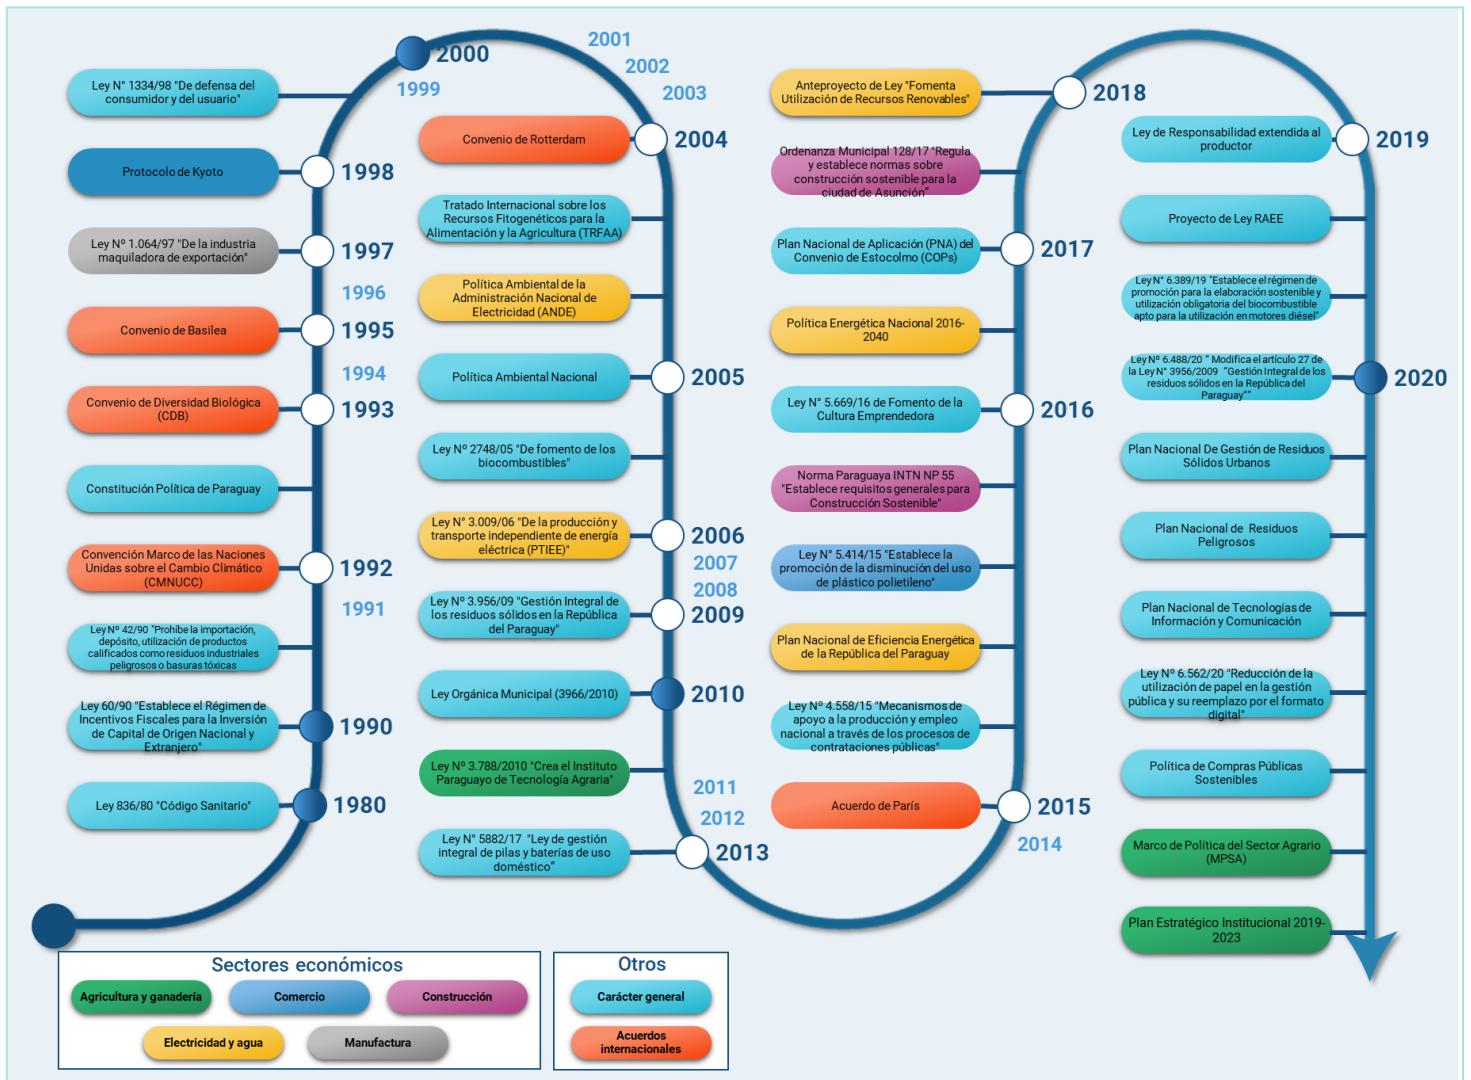 Ley N° 1334/98 "De defensa del
consumidor y del usuario"
Protocolo de Kyoto
1998
Ley Nº 1.064/97 "De la industria
maquiladora de exportación"
1997
1996
Convenio de Basilea
1995
1994
Convenio de Diversidad Biológica
(CDB)
1993
Constitución Política de Paraguay
Convención Marco de las Naciones
Unidas sobre el Cambio Climático
(CMNUCC)
1992
1991
Ley Nº 42/90 "Prohíbe la importación,
depósito, utilización de productos
calificados como residuos industriales
peligrosos o basuras tóxicas
Ley 60/90 "Establece el Régimen de
Incentivos Fiscales para la Inversión
de Capital de Origen Nacional y
Extranjero"
1990
Ley 836/80 "Código Sanitario"
1980
2000
1999
2001
2002
2003
Convenio de Rotterdam
2004
Tratado Internacional sobre los
Recursos Fitogenéticos para la
Alimentación y la Agricultura (TRFAA)
Política Ambiental de la
Administración Nacional de
Electricidad (ANDE)
Política Ambiental Nacional
2005
Ley Nº 2748/05 "De fomento de los
biocombustibles"
Ley N° 3.009/06 "De la producción y
transporte independiente de energía
eléctrica (PTIEE)"
2006
2007
2008
Ley Nº 3.956/09 "Gestión Integral de
los residuos sólidos en la República
del Paraguay"
2009
Ley Orgánica Municipal (3966/2010)
2010
Ley Nº 3.788/2010 "Crea el Instituto
Paraguayo de Tecnología Agraria"
2011
2012
Ley N° 5882/17 "Ley de gestión
integral de pilas y baterías de uso
doméstico"
2013
Anteproyecto de Ley "Fomenta
Utilización de Recursos Renovables"
2018
Ordenanza Municipal 128/17 "Regula
y establece normas sobre
construcción sostenible para la
ciudad de Asunción"
Plan Nacional de Aplicación (PNA) del
Convenio de Estocolmo (COPs)
2017
Política Energética Nacional 2016-
2040
Ley N° 5.669/16 de Fomento de la
Cultura Emprendedora
2016
Norma Paraguaya INTN NP 55
"Establece requisitos generales para
Construcción Sostenible"
Ley N° 5.414/15 "Establece la
promoción de la disminución del uso
de plástico polietileno"
Plan Nacional de Eficiencia Energética
de la República del Paraguay
Ley Nº 4.558/15 "Mecanismos de
apoyo a la producción y empleo
nacional a través de los procesos de
contrataciones públicas"
Acuerdo de París
2015
2014
Ley de Responsabilidad extendida al
productor
2019
Proyecto de Ley RAEE
Ley N° 6.389/19 "Establece el régimen de
promoción para la elaboración sostenible y
utilización obligatoria del biocombustible
apto para la utilización en motores diésel"
Ley Nº 6.488/20 " Modifica el artículo 27 de
la Ley N° 3956/2009 "Gestión Integral de los
residuos sólidos en la República del
Paraguay""
2020
Plan Nacional De Gestión de Residuos
Sólidos Urbanos
Plan Nacional de Residuos
Peligrosos
Plan Nacional de Tecnologías de
Información y Comunicación
Ley Nº 6.562/20 "Reducción de la
utilización de papel en la gestión
pública y su reemplazo por el formato
digital"
Política de Compras Públicas
Sostenibles
Marco de Política del Sector Agrario
(MPSA)
Plan Estratégico Institucional 2019-
2023
Sectores económicos
Agricultura y ganadería
Comercio
Construcción
Electricidad y agua
Manufactura
Otros
Carácter general
Acuerdos
internacionales